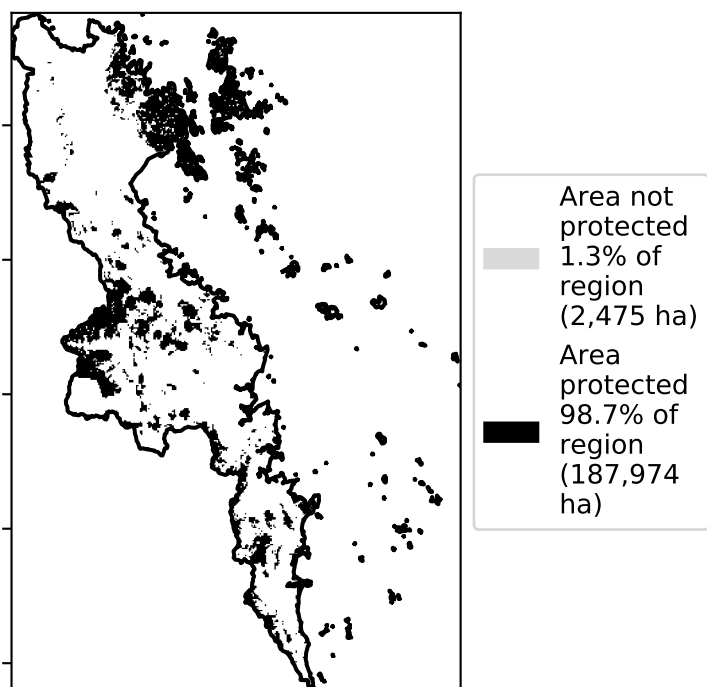 Area not
protected
1.3% of
region
(2,475 ha)
Area
protected
98.7% of
region
(187,974
ha)